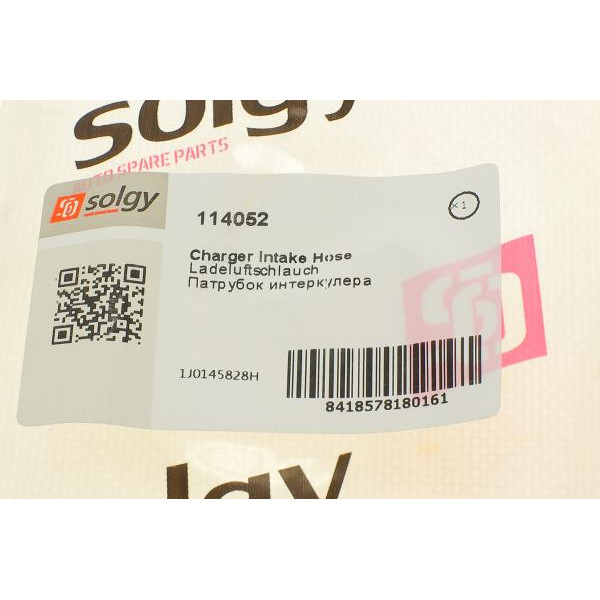 solgy
AUTO SPARE PARTS
solgy
114052
x1
Charger Intake Hose
Ladeluftschlauch
Патрубок интеркулера
1J0145828H
8418578180161
lgy